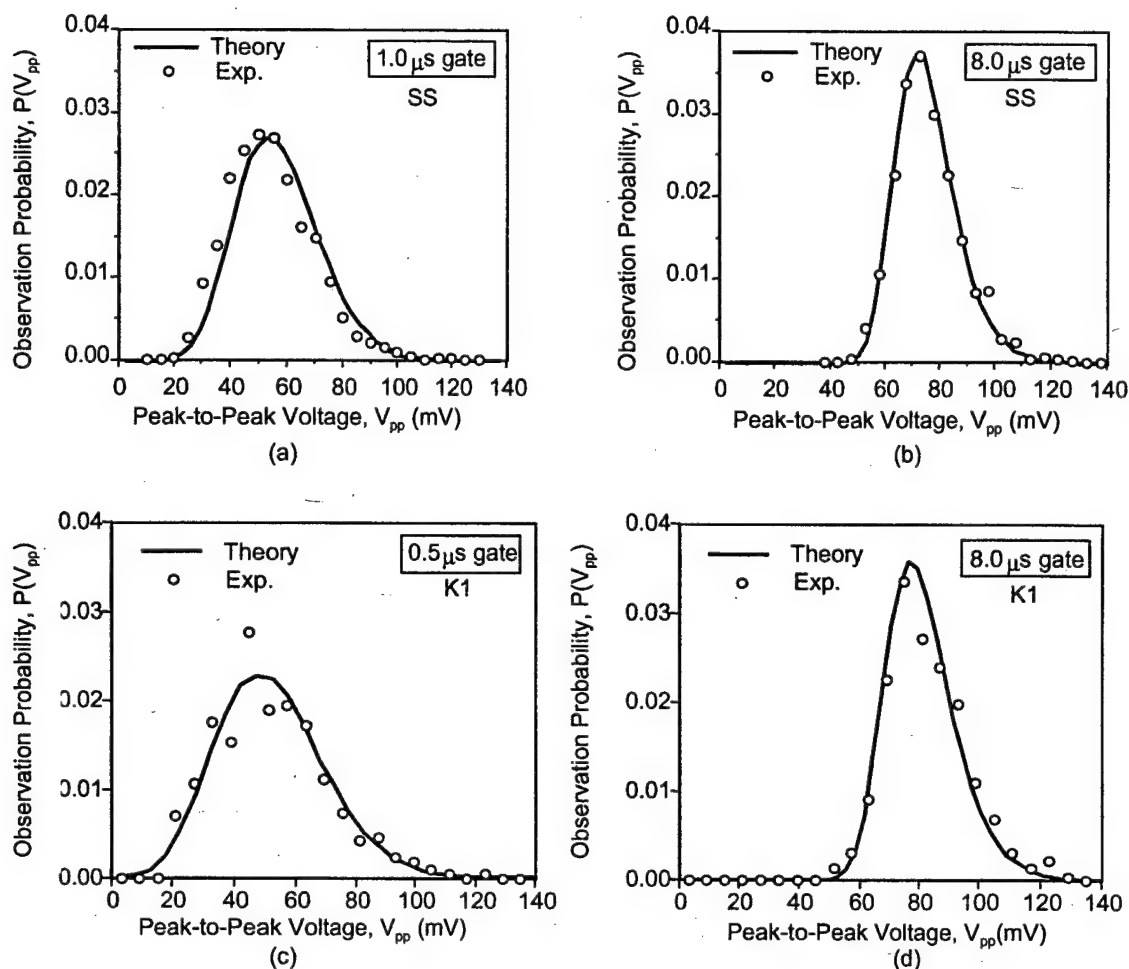 0.04
Theory
Exp.
1.0 μs gate
SS
0.03
0.02
0.01
0.00
Observation Probability, P(Vpp)
0 20 40 60 80 100 120 140
Peak-to-Peak Voltage, Vpp (mV)
(a)
0.04
Theory
Exp.
8.0 μs gate
SS
0.03
0.02
0.01
0.00
Observation Probability, P(Vpp)
0 20 40 60 80 100 120 140
Peak-to-Peak Voltage, Vpp (mV)
(b)
0.04
Theory
Exp.
0.5 μs gate
K1
0.03
0.02
0.01
0.00
Observation Probability, P(Vpp)
0 20 40 60 80 100 120 140
Peak-to-Peak Voltage, Vpp (mV)
(c)
0.04
Theory
Exp.
8.0 μs gate
K1
0.03
0.02
0.01
0.00
Observation Probability, P(Vpp)
0 20 40 60 80 100 120 140
Peak-to-Peak Voltage, Vpp(mV)
(d)